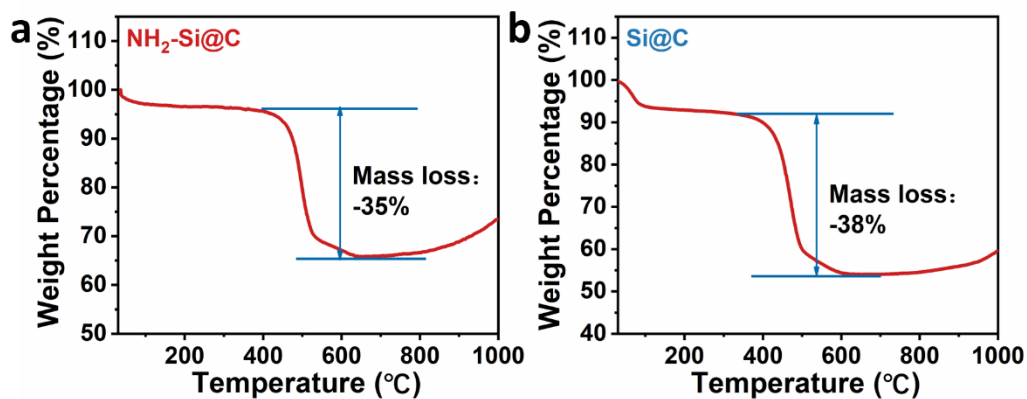 a
NH₂-Si@C
Weight Percentage (%)
110
100
90
80
70
60
50
Mass loss：
-35%
200 400 600 800 1000
Temperature (℃)
b
Si@C
Weight Percentage (%)
110
100
90
80
70
60
50
40
Mass loss：
-38%
200 400 600 800 1000
Temperature (℃)